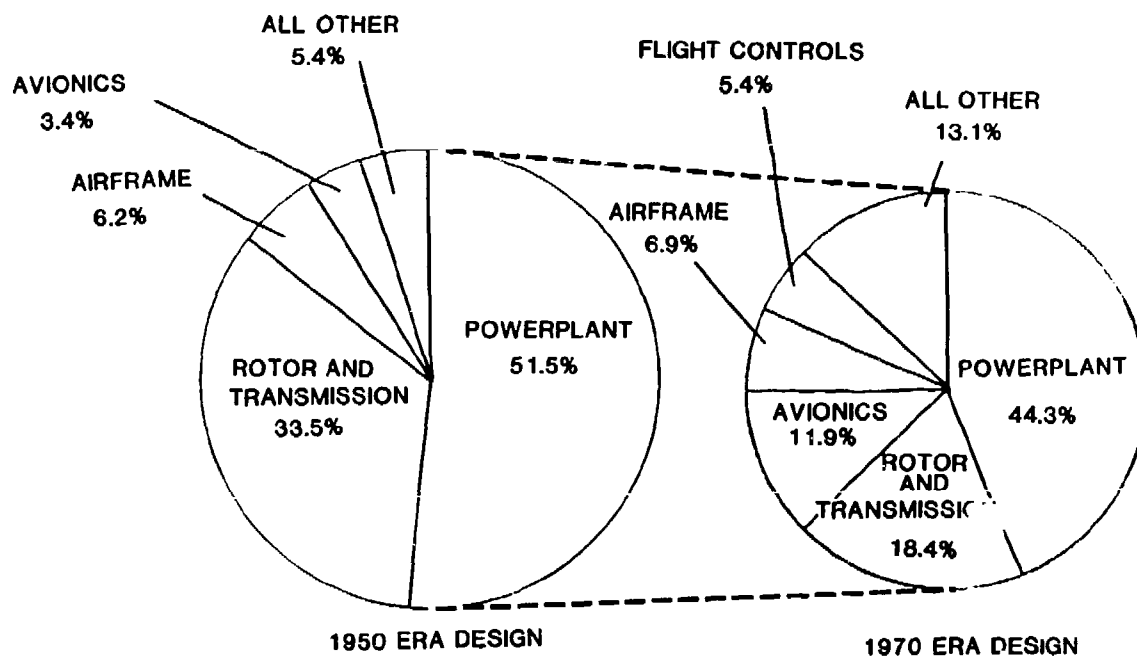 ALL OTHER
5.4%
AVIONICS
3.4%
AIRFRAME
6.2%
POWERPLANT
51.5%
ROTOR AND
TRANSMISSION
33.5%
1950 ERA DESIGN
FLIGHT CONTROLS
5.4%
ALL OTHER
13.1%
AIRFRAME
6.9%
POWERPLANT
44.3%
AVIONICS
11.9%
ROTOR
AND
TRANSMISSI
18.4%
1970 ERA DESIGN